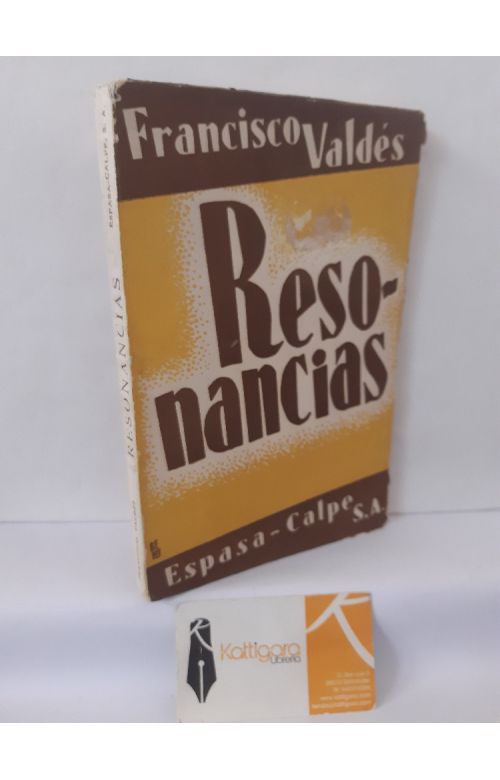 Francisco Valdés
Reso-
nancias
Espasa-Calpe, S.A.
ESPASA-CALPE, S. A.
RESONANCIAS
Kattigara
Librería